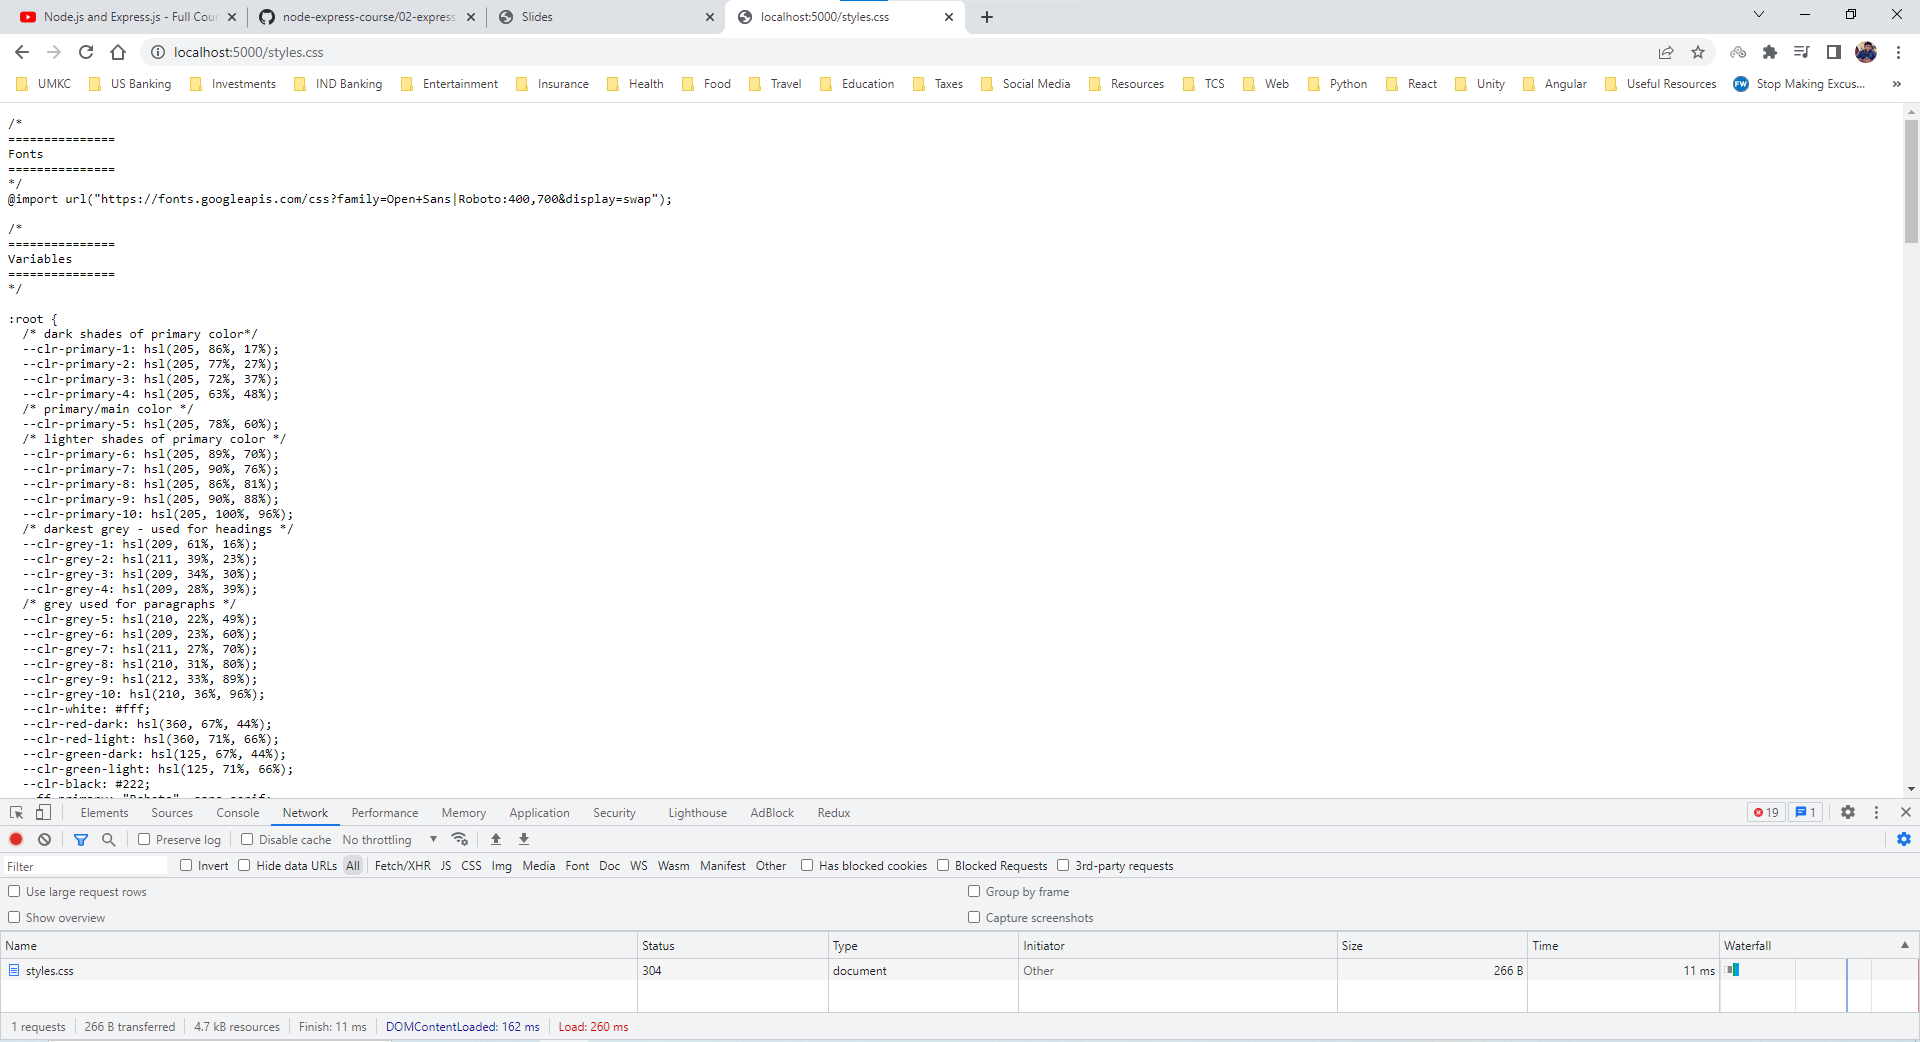 Node.js and Express.js - Full Cou
node-express-course/02-express
Slides
localhost:5000/styles.css
localhost:5000/styles.css
UMKC US Banking Investments IND Banking Entertainment Insurance Health Food Travel Education Taxes Social Media Resources TCS Web Python React Unity Angular Useful Resources FW Stop Making Excus... »
/*
===============
Fonts
===============
*/
@import url("https://fonts.googleapis.com/css?family=Open+Sans|Roboto:400,700&display=swap");
/*
===============
Variables
===============
*/
:root {
/* dark shades of primary color*/
--clr-primary-1: hsl(205, 86%, 17%);
--clr-primary-2: hsl(205, 77%, 27%);
--clr-primary-3: hsl(205, 72%, 37%);
--clr-primary-4: hsl(205, 63%, 48%);
/* primary/main color */
--clr-primary-5: hsl(205, 78%, 60%);
/* lighter shades of primary color */
--clr-primary-6: hsl(205, 89%, 70%);
--clr-primary-7: hsl(205, 90%, 76%);
--clr-primary-8: hsl(205, 86%, 81%);
--clr-primary-9: hsl(205, 90%, 88%);
--clr-primary-10: hsl(205, 100%, 96%);
/* darkest grey - used for headings */
--clr-grey-1: hsl(209, 61%, 16%);
--clr-grey-2: hsl(211, 39%, 23%);
--clr-grey-3: hsl(209, 34%, 30%);
--clr-grey-4: hsl(209, 28%, 39%);
/* grey used for paragraphs */
--clr-grey-5: hsl(210, 22%, 49%);
--clr-grey-6: hsl(209, 23%, 60%);
--clr-grey-7: hsl(211, 27%, 70%);
--clr-grey-8: hsl(210, 31%, 80%);
--clr-grey-9: hsl(212, 33%, 89%);
--clr-grey-10: hsl(210, 36%, 96%);
--clr-white: #fff;
--clr-red-dark: hsl(360, 67%, 44%);
--clr-red-light: hsl(360, 71%, 66%);
--clr-green-dark: hsl(125, 67%, 44%);
--clr-green-light: hsl(125, 71%, 66%);
--clr-black: #222;
Elements Sources Console Network Performance Memory Application Security Lighthouse AdBlock Redux 19 1
Preserve log Disable cache No throttling
Filter Invert Hide data URLs All Fetch/XHR JS CSS Img Media Font Doc WS Wasm Manifest Other Has blocked cookies Blocked Requests 3rd-party requests
Use large request rows Group by frame
Show overview Capture screenshots
Name Status Type Initiator Size Time Waterfall
styles.css 304 document Other 266 B 11 ms
1 requests 266 B transferred 4.7 kB resources Finish: 11 ms DOMContentLoaded: 162 ms Load: 260 ms